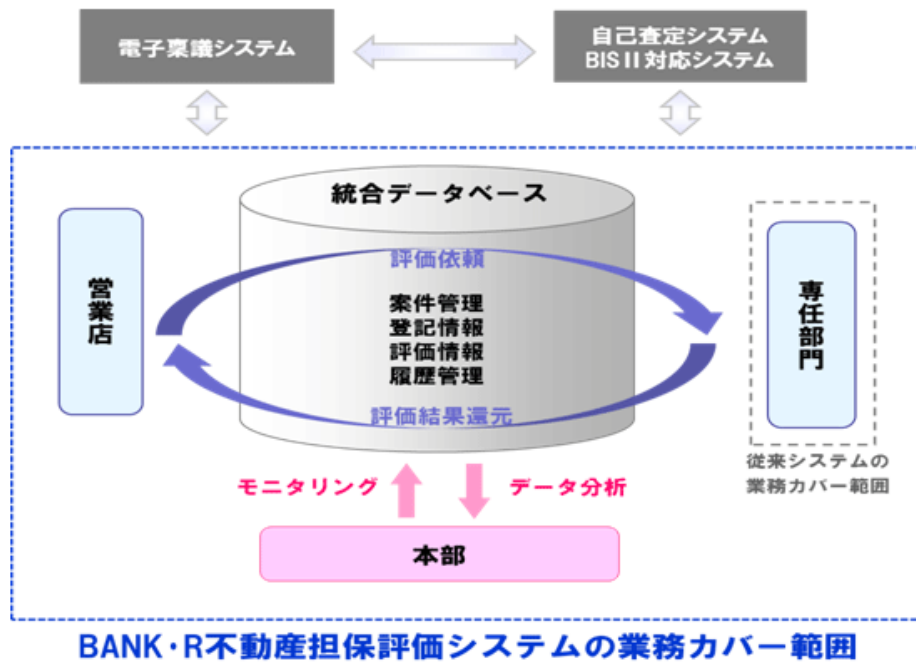 電子稟議システム
自己査定システム
BISⅡ対応システム
統合データベース
営業店
評価依頼
案件管理
登記情報
評価情報
履歴管理
評価結果還元
専任部門
従来システムの
業務カバー範囲
モニタリング
データ分析
本部
BANK・R不動産担保評価システムの業務カバー範囲